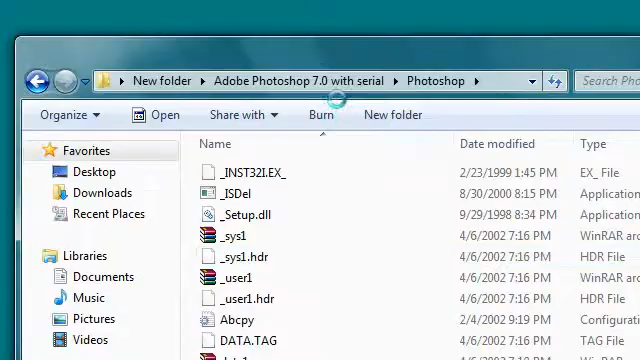 New folder Adobe Photoshop 7.0 with serial Photoshop Search Pho
Organize Open Share with Burn New folder
Favorites Name Date modified Type
Desktop _INST32I.EX_ 2/23/1999 1:45 PM EX_ File
Downloads _ISDel 8/30/2000 8:15 PM Application
Recent Places _Setup.dll 9/29/1998 8:34 PM Application
_sys1 4/6/2002 7:16 PM WinRAR arc
Libraries _sys1.hdr 4/6/2002 7:16 PM HDR File
Documents _user1 4/6/2002 7:16 PM WinRAR arc
Music _user1.hdr 4/6/2002 7:16 PM HDR File
Pictures Abcpy 2/4/2002 9:19 PM Configurati
Videos DATA.TAG 4/6/2002 7:16 PM TAG File